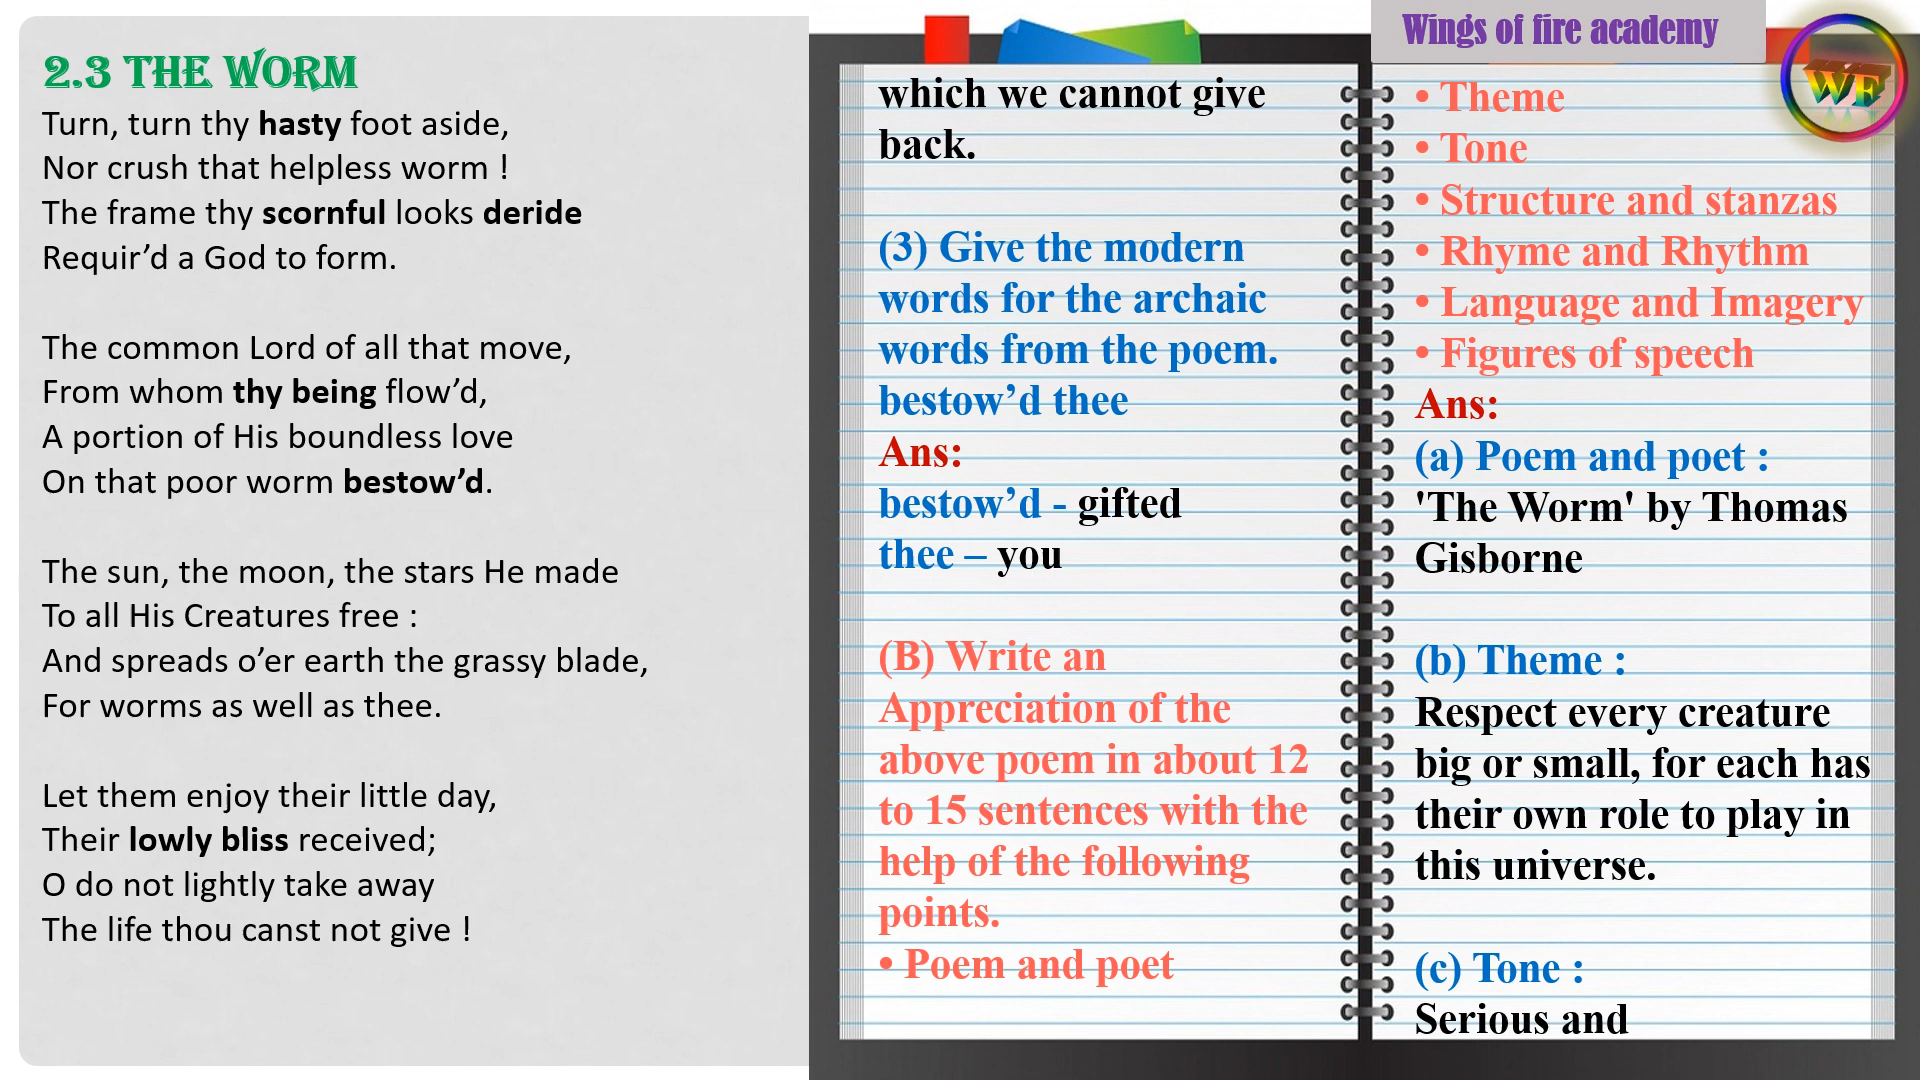 2.3 THE WORM
Turn, turn thy hasty foot aside,
Nor crush that helpless worm !
The frame thy scornful looks deride
Requir’d a God to form.
The common Lord of all that move,
From whom thy being flow’d,
A portion of His boundless love
On that poor worm bestow’d.
The sun, the moon, the stars He made
To all His Creatures free :
And spreads o’er earth the grassy blade,
For worms as well as thee.
Let them enjoy their little day,
Their lowly bliss received;
O do not lightly take away
The life thou canst not give !
which we cannot give
back.
(3) Give the modern
words for the archaic
words from the poem.
bestow’d thee
Ans:
bestow’d - gifted
thee – you
(B) Write an
Appreciation of the
above poem in about 12
to 15 sentences with the
help of the following
points.
• Poem and poet
Wings of fire academy
WF
• Theme
• Tone
• Structure and stanzas
• Rhyme and Rhythm
• Language and Imagery
• Figures of speech
Ans:
(a) Poem and poet :
'The Worm' by Thomas
Gisborne
(b) Theme :
Respect every creature
big or small, for each has
their own role to play in
this universe.
(c) Tone :
Serious and